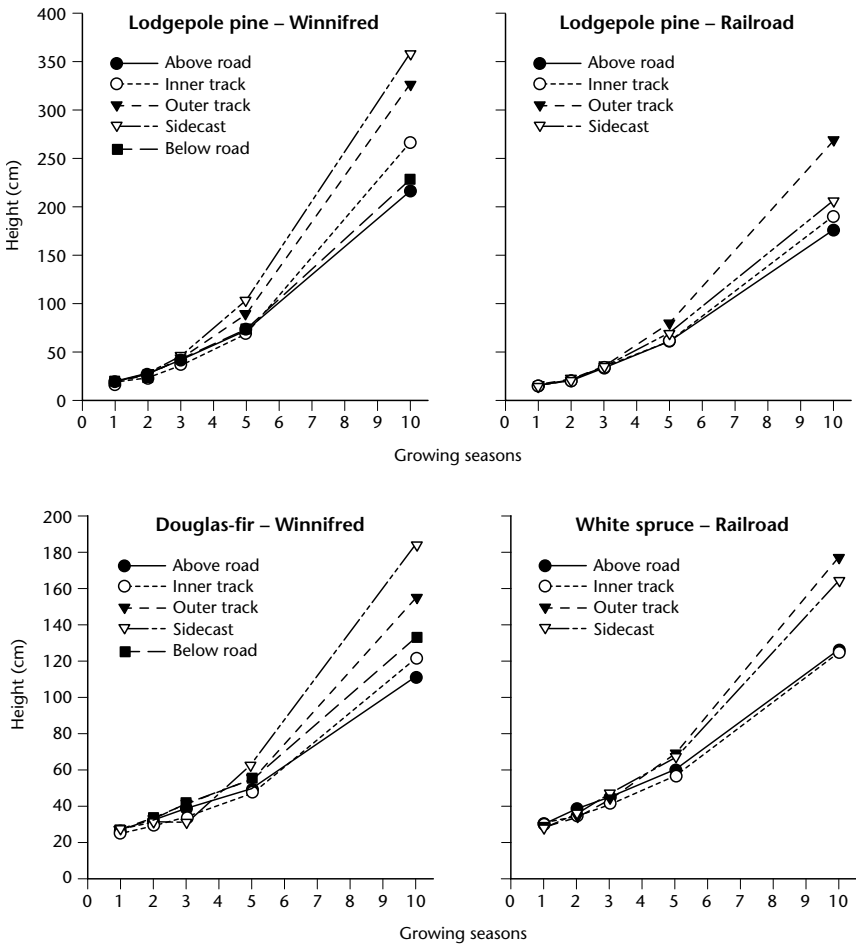 Lodgepole pine – Winnifred
Above road
Inner track
Outer track
Sidecast
Below road
Height (cm)
400
350
300
250
200
150
100
50
0
0 1 2 3 4 5 6 7 8 9 10
Lodgepole pine – Railroad
Above road
Inner track
Outer track
Sidecast
0 1 2 3 4 5 6 7 8 9 10
Growing seasons
Douglas-fir – Winnifred
Above road
Inner track
Outer track
Sidecast
Below road
Height (cm)
200
180
160
140
120
100
80
60
40
20
0
0 1 2 3 4 5 6 7 8 9 10
White spruce – Railroad
Above road
Inner track
Outer track
Sidecast
0 1 2 3 4 5 6 7 8 9 10
Growing seasons